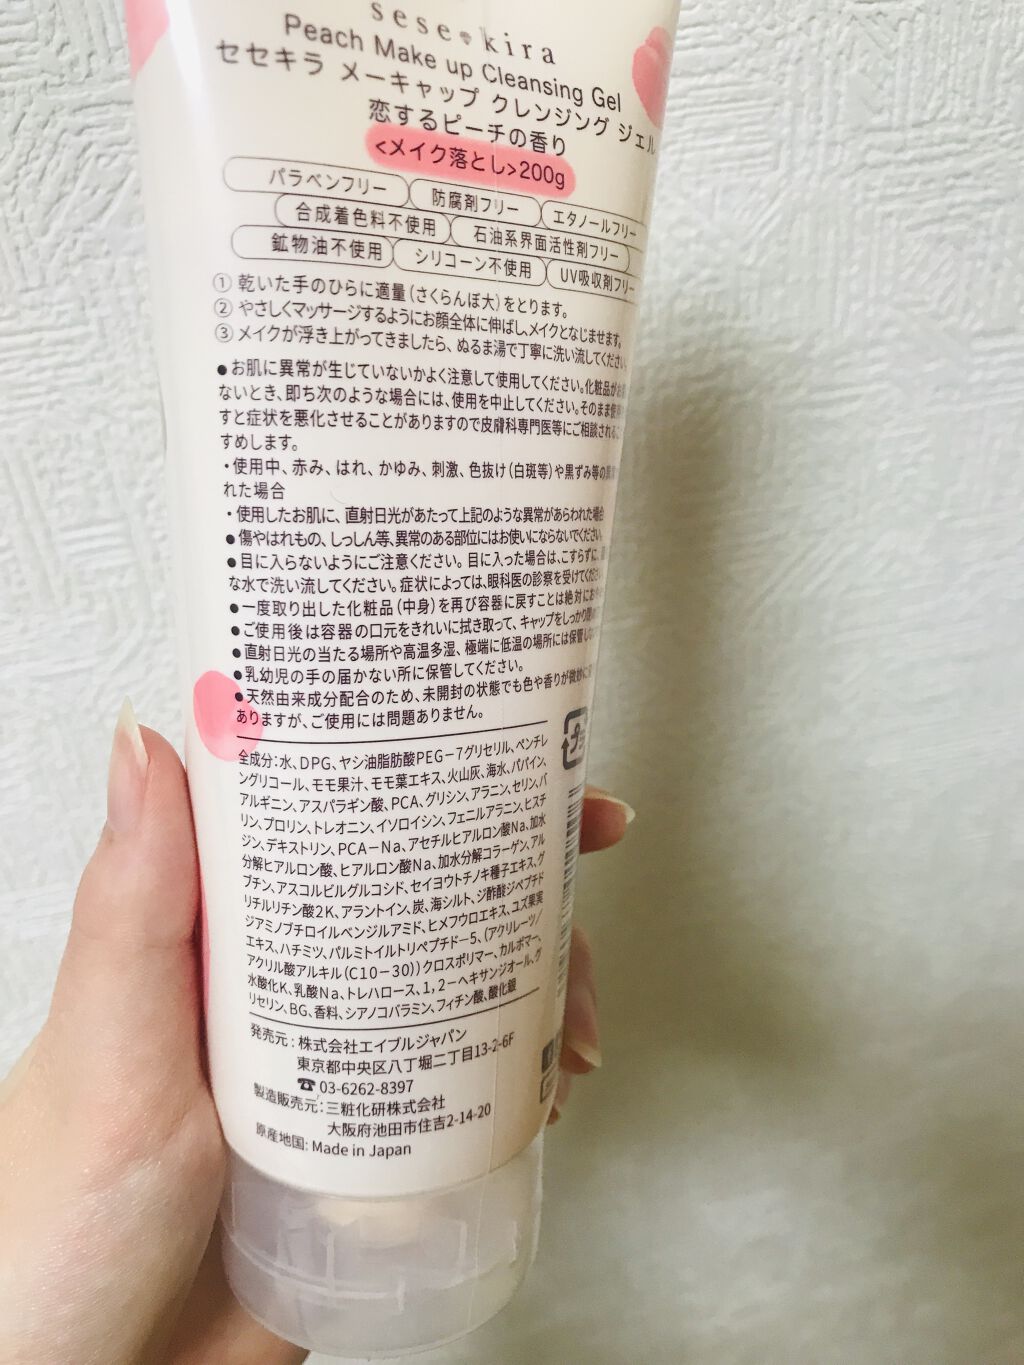 sese♥kira
Peach Make up Cleansing Gel
セセキラ メーキャップ クレンジング ジェル
恋するピーチの香り
<メイク落とし>200g
パラベンフリー 防腐剤フリー エタノールフリー
合成着色料不使用 石油系界面活性剤フリー
鉱物油不使用 シリコーン不使用 UV吸収剤フリー
① 乾いた手のひらに適量（さくらんぼ大）をとります。
② やさしくマッサージするようにお顔全体に伸ばし、メイクとなじませます。
③ メイクが浮き上がってきましたら、ぬるま湯で丁寧に洗い流してください。
●お肌に異常が生じていないかよく注意して使用してください。化粧品がお
ないとき、即ち次のような場合には、使用を中止してください。そのまま
すと症状を悪化させることがありますので皮膚科専門医等にご相談される
すめします。
・使用中、赤み、はれ、かゆみ、刺激、色抜け（白斑等）や黒ずみ等の
れた場合
・使用したお肌に、直射日光があたって上記のような異常があらわれた場合
●傷やはれもの、しっしん等、異常のある部位にはお使いにならないでください。
●目に入らないようにご注意ください。目に入った場合は、こすらずに、
な水で洗い流してください。症状によっては、眼科医の診察を受けてください
●一度取り出した化粧品（中身）を再び容器に戻すことは絶対に
●ご使用後は容器の口元をきれいに拭き取って、キャップをしっかり
●直射日光の当たる場所や高温多湿、極端に低温の場所には保管し
●乳幼児の手の届かない所に保管してください。
●天然由来成分配合のため、未開封の状態でも色や香りが微妙に
ありますが、ご使用には問題ありません。
全成分：水、DPG、ヤシ油脂肪酸PEG－7グリセリル、ペンチレ
ングリコール、モモ果汁、モモ葉エキス、火山灰、海水、パパイン、
アルギニン、アスパラギン酸、PCA、グリシン、アラニン、セリン、バ
リン、プロリン、トレオニン、イソロイシン、フェニルアラニン、ヒスチ
ジン、デキストリン、PCA－Na、アセチルヒアルロン酸Na、加水
分解ヒアルロン酸、ヒアルロン酸Na、加水分解コラーゲン、アル
ブチン、アスコルビルグルコシド、セイヨウトチノキ種子エキス、グ
リチルリチン酸2K、アラントイン、炭、海シルト、ジ酢酸ジペプチド
ジアミノブチロイルベンジルアミド、ヒメフウロエキス、ユズ果実
エキス、ハチミツ、パルミトイルトリペプチド－5、（アクリレーツ／
アクリル酸アルキル（C10－30））クロスポリマー、カルボマー、
水酸化K、乳酸Na、トレハロース、1，2－ヘキサンジオール、グ
リセリン、BG、香料、シアノコバラミン、フィチン酸、酸化銀
発売元：株式会社エイブルジャパン
東京都中央区八丁堀二丁目13-2-6F
☎03-6262-8397
製造販売元：三粧化研株式会社
大阪府池田市住吉2-14-20
原産地国：Made in Japan